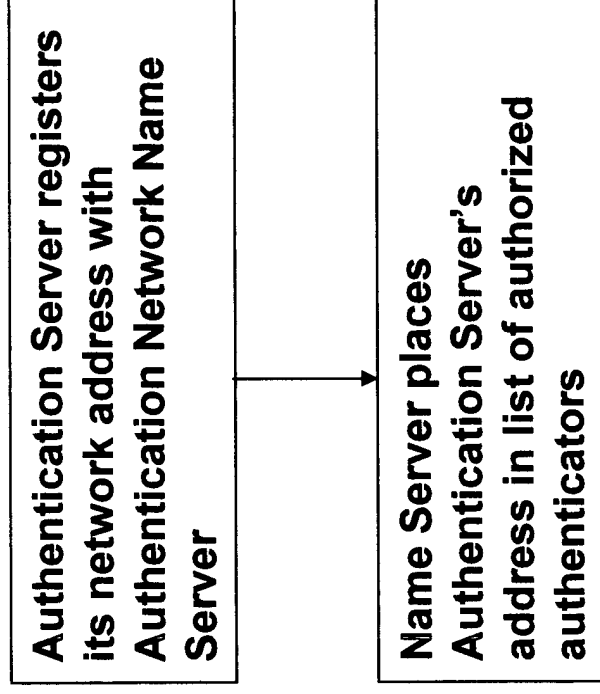 Authentication Server registers
its network address with
Authentication Network Name
Server
Name Server places
Authentication Server's
address in list of authorized
authenticators